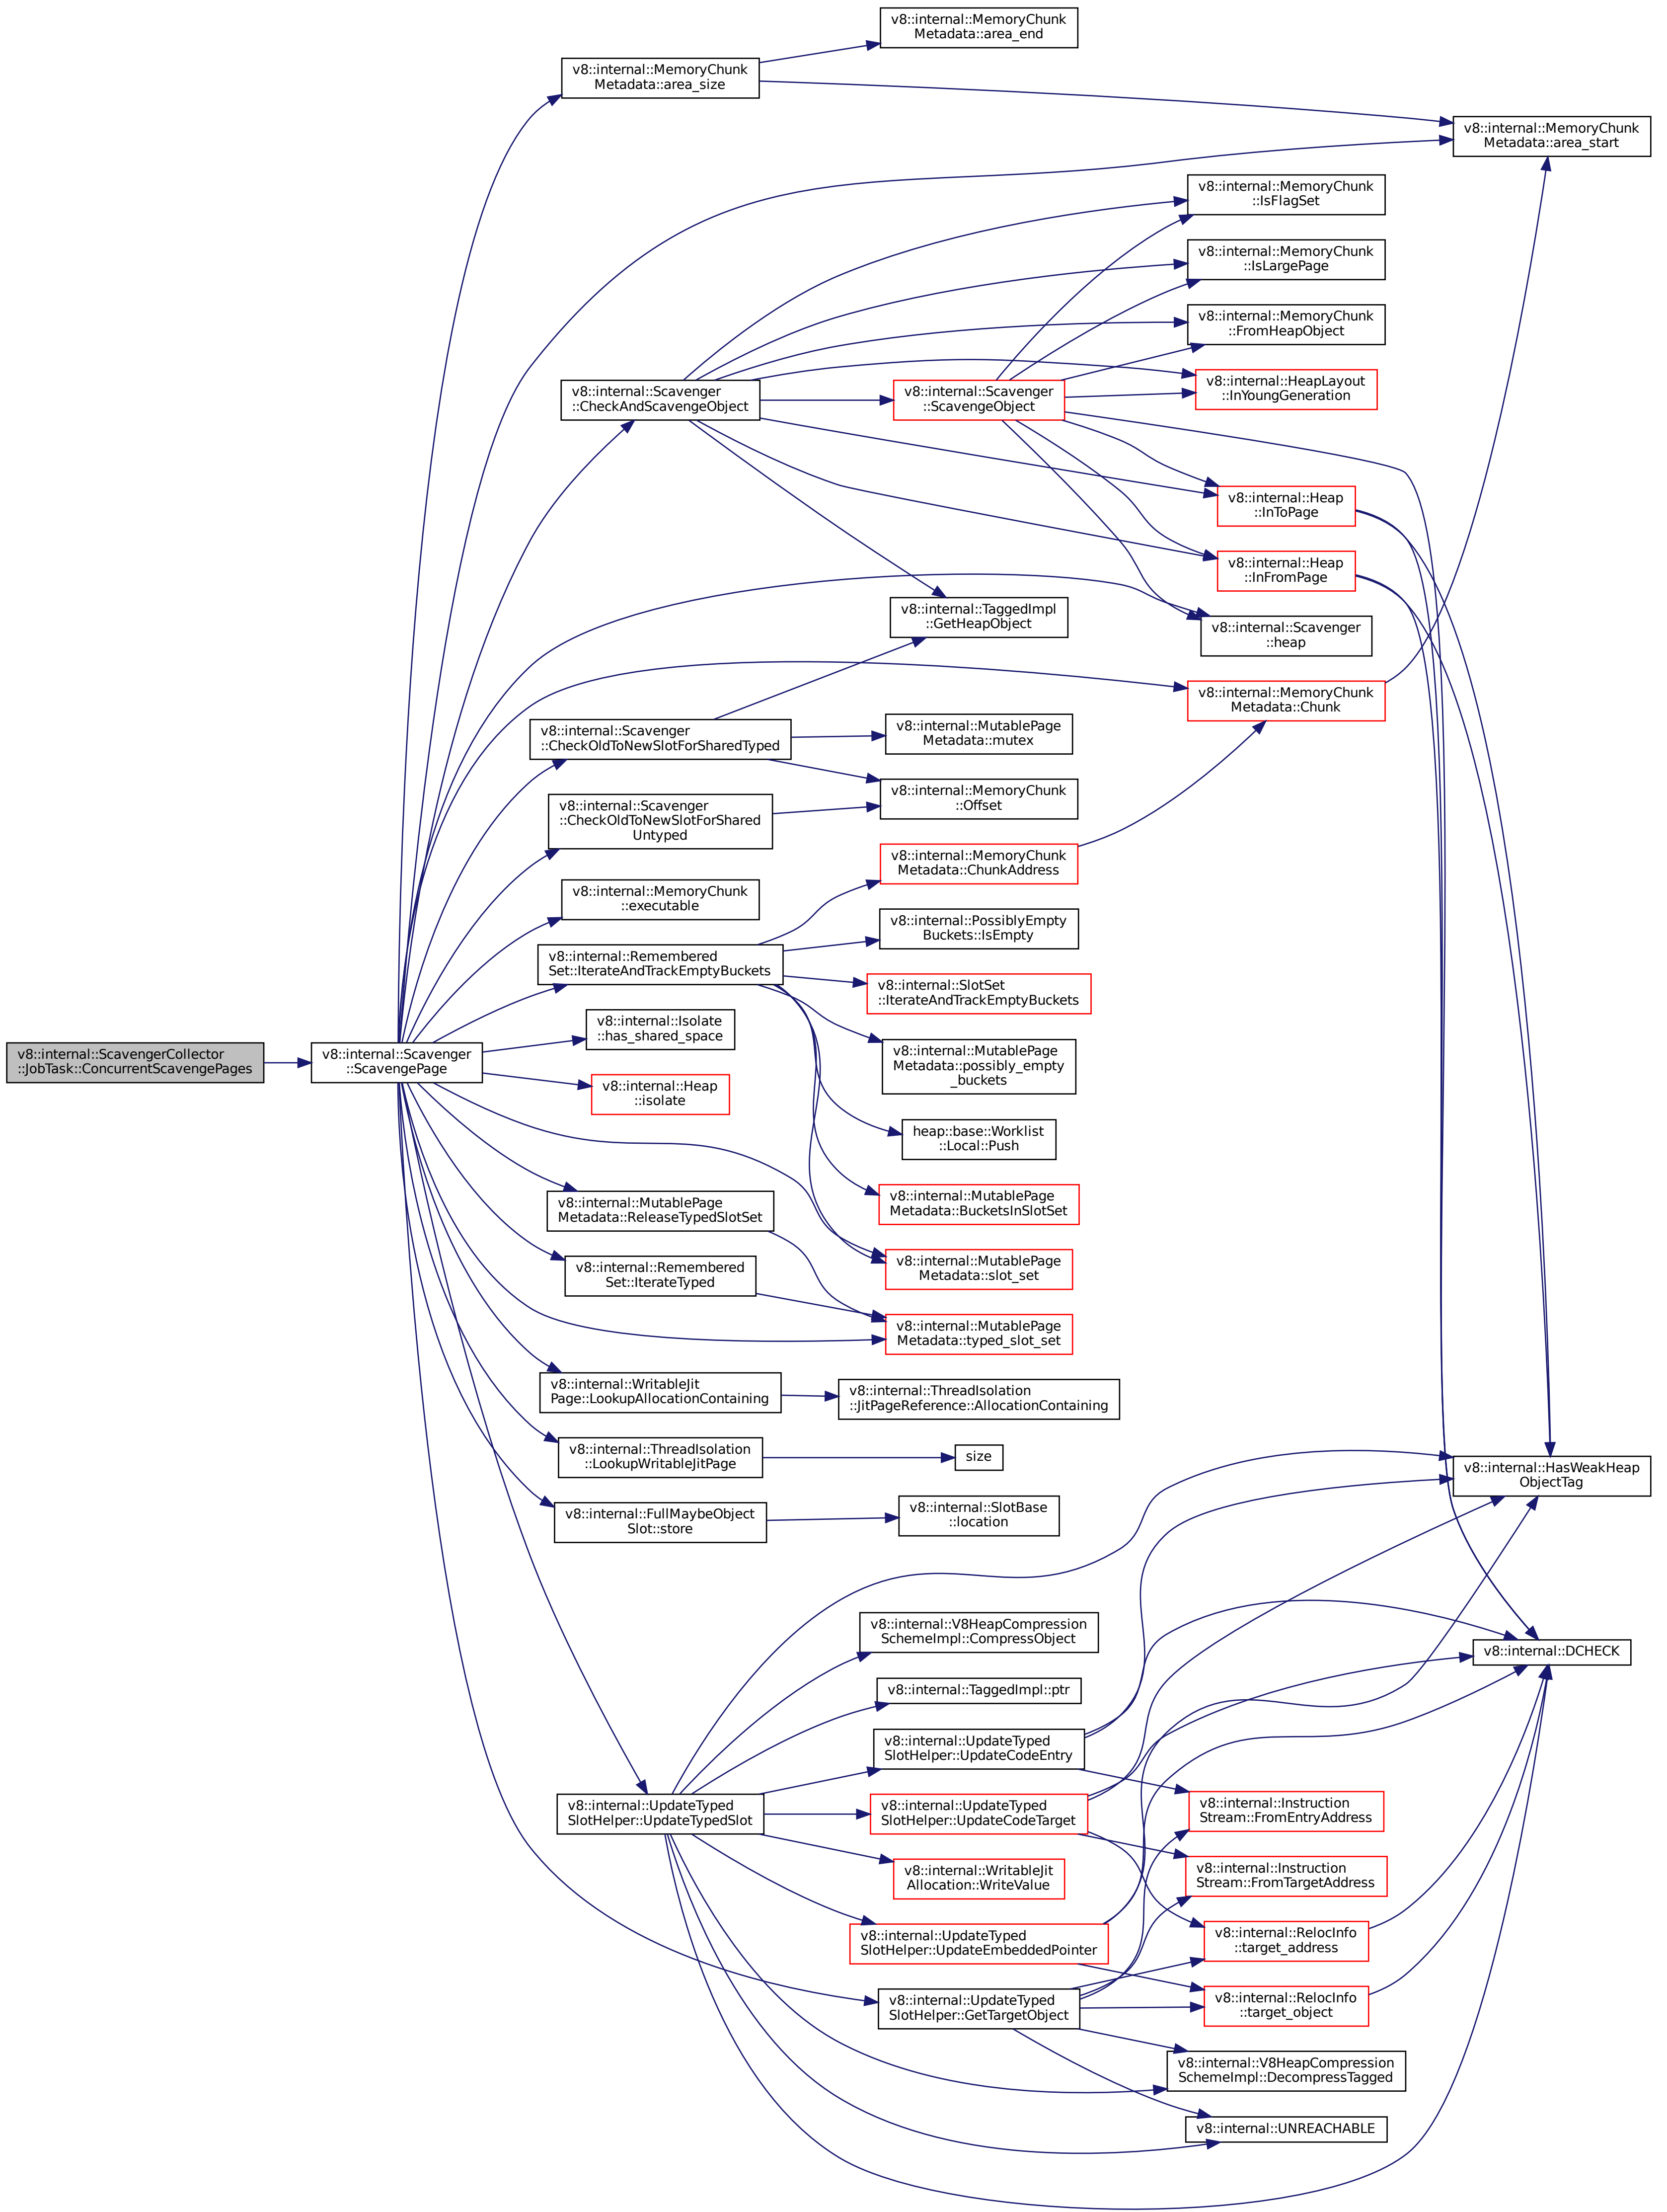 v8::internal::MemoryChunk
Metadata::area_end
v8::internal::MemoryChunk
Metadata::area_size
v8::internal::MemoryChunk
Metadata::area_start
v8::internal::MemoryChunk
::IsFlagSet
v8::internal::MemoryChunk
::IsLargePage
v8::internal::MemoryChunk
::FromHeapObject
v8::internal::HeapLayout
::InYoungGeneration
v8::internal::Scavenger
::CheckAndScavengeObject
v8::internal::Scavenger
::ScavengeObject
v8::internal::Heap
::InToPage
v8::internal::Heap
::InFromPage
v8::internal::TaggedImpl
::GetHeapObject
v8::internal::Scavenger
::heap
v8::internal::MemoryChunk
Metadata::Chunk
v8::internal::Scavenger
::CheckOldToNewSlotForSharedTyped
v8::internal::MutablePage
Metadata::mutex
v8::internal::MemoryChunk
::Offset
v8::internal::Scavenger
::CheckOldToNewSlotForShared
Untyped
v8::internal::MemoryChunk
Metadata::ChunkAddress
v8::internal::MemoryChunk
::executable
v8::internal::PossiblyEmpty
Buckets::IsEmpty
v8::internal::Remembered
Set::IterateAndTrackEmptyBuckets
v8::internal::SlotSet
::IterateAndTrackEmptyBuckets
v8::internal::Isolate
::has_shared_space
v8::internal::ScavengerCollector
::JobTask::ConcurrentScavengePages
v8::internal::Scavenger
::ScavengePage
v8::internal::MutablePage
Metadata::possibly_empty
_buckets
v8::internal::Heap
::isolate
heap::base::Worklist
::Local::Push
v8::internal::MutablePage
Metadata::BucketsInSlotSet
v8::internal::MutablePage
Metadata::ReleaseTypedSlotSet
v8::internal::MutablePage
Metadata::slot_set
v8::internal::Remembered
Set::IterateTyped
v8::internal::MutablePage
Metadata::typed_slot_set
v8::internal::WritableJit
Page::LookupAllocationContaining
v8::internal::ThreadIsolation
::JitPageReference::AllocationContaining
v8::internal::ThreadIsolation
::LookupWritableJitPage
size
v8::internal::HasWeakHeap
ObjectTag
v8::internal::FullMaybeObject
Slot::store
v8::internal::SlotBase
::location
v8::internal::V8HeapCompression
SchemeImpl::CompressObject
v8::internal::DCHECK
v8::internal::TaggedImpl::ptr
v8::internal::UpdateTyped
SlotHelper::UpdateCodeEntry
v8::internal::UpdateTyped
SlotHelper::UpdateTypedSlot
v8::internal::UpdateTyped
SlotHelper::UpdateCodeTarget
v8::internal::Instruction
Stream::FromEntryAddress
v8::internal::WritableJit
Allocation::WriteValue
v8::internal::Instruction
Stream::FromTargetAddress
v8::internal::UpdateTyped
SlotHelper::UpdateEmbeddedPointer
v8::internal::RelocInfo
::target_address
v8::internal::UpdateTyped
SlotHelper::GetTargetObject
v8::internal::RelocInfo
::target_object
v8::internal::V8HeapCompression
SchemeImpl::DecompressTagged
v8::internal::UNREACHABLE